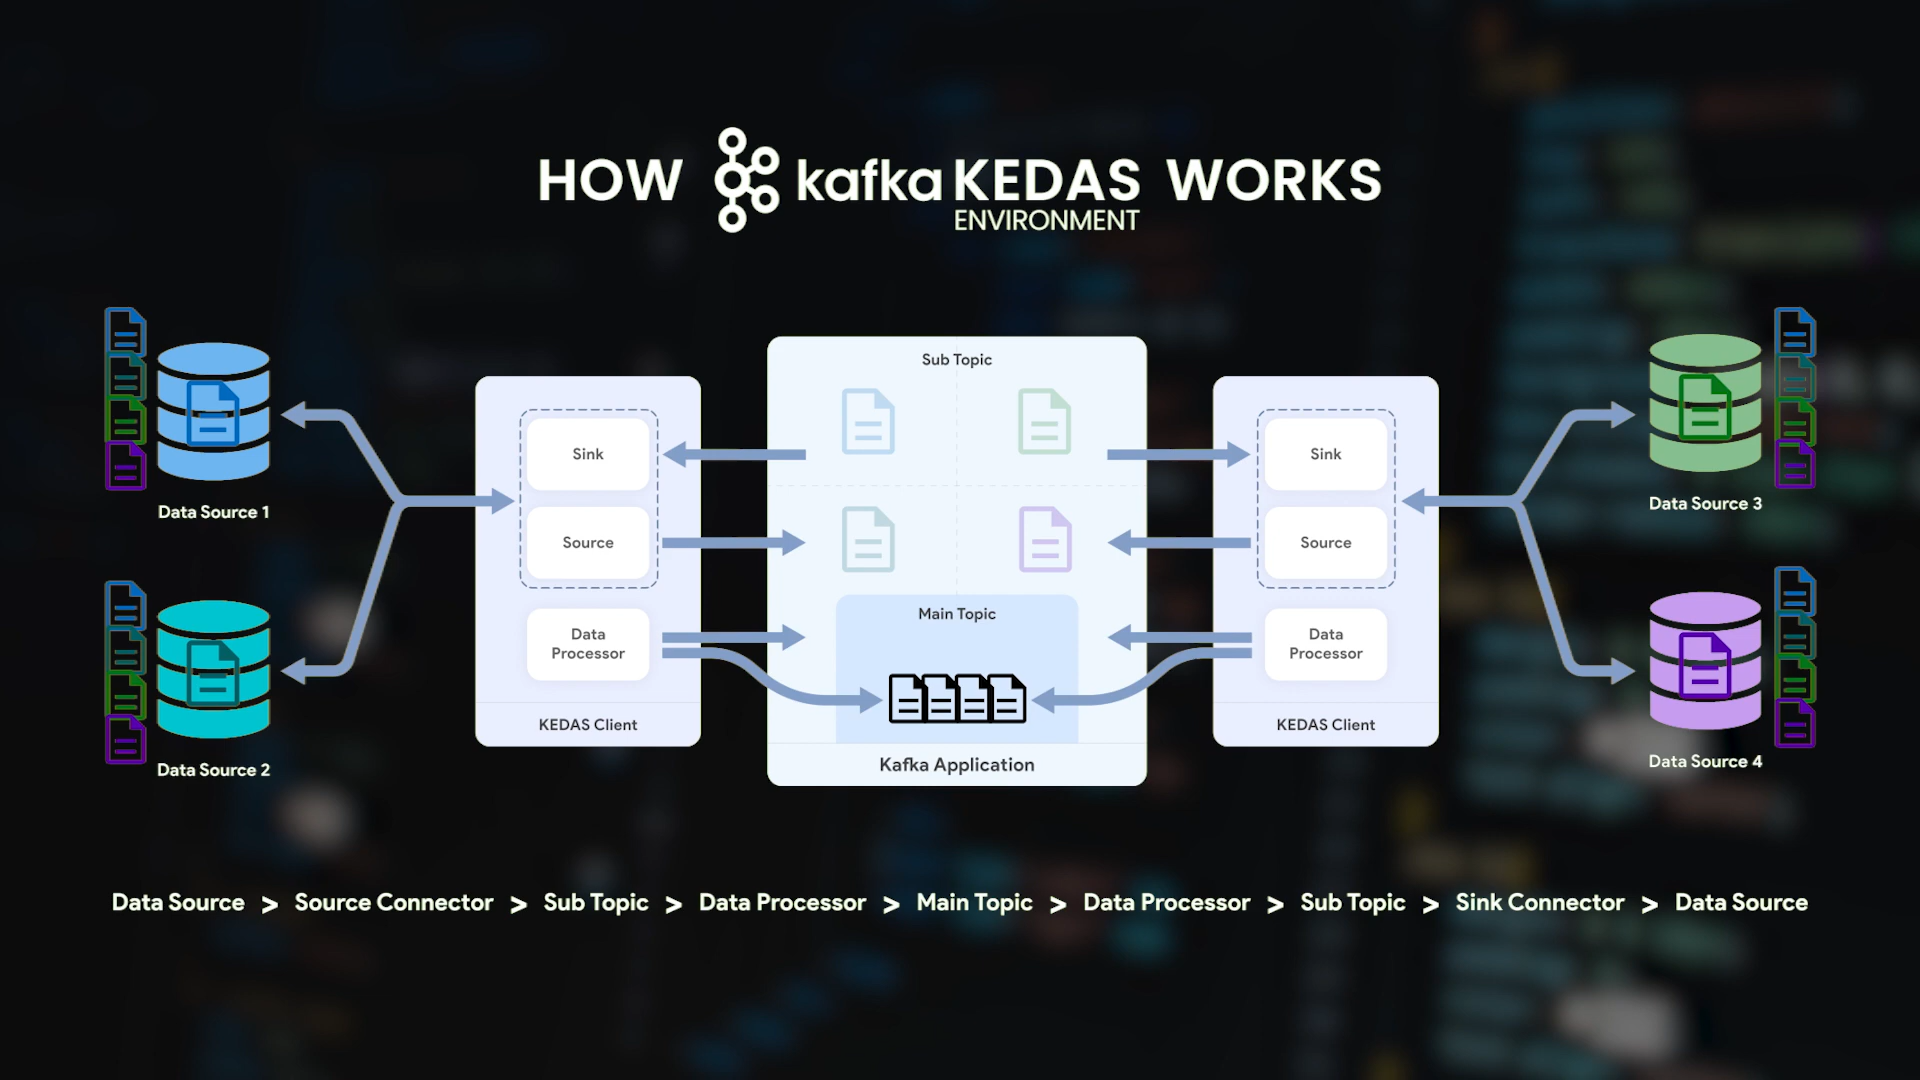 HOW kafka KEDAS WORKS
ENVIRONMENT
Data Source 1
Data Source 2
Sink
Source
Data
Processor
KEDAS Client
Sub Topic
Main Topic
Kafka Application
Sink
Source
Data
Processor
KEDAS Client
Data Source 3
Data Source 4
Data Source > Source Connector > Sub Topic > Data Processor > Main Topic > Data Processor > Sub Topic > Sink Connector > Data Source